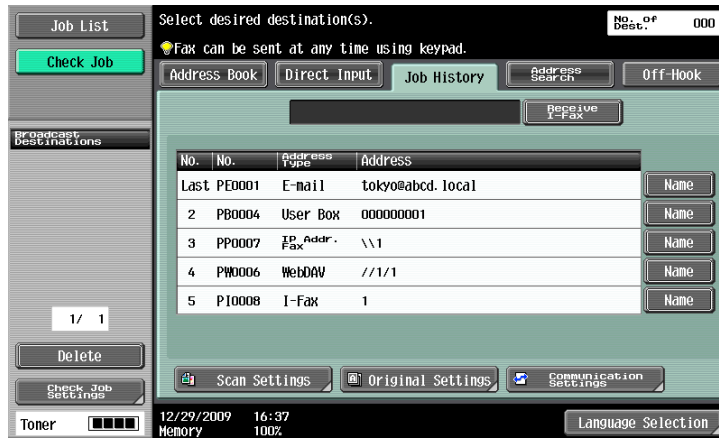 Job List
Check Job
Broadcast
Destinations
1/ 1
Delete
Check Job
Settings
Toner
Select desired destination(s).
No. of
Dest.
000
Fax can be sent at any time using keypad.
Address Book
Direct Input
Job History
Address
Search
Off-Hook
Receive
I-Fax
No. No. Address Type Address
Last PE0001 E-mail tokyo@abcd.local Name
2 PB0004 User Box 000000001 Name
3 PP0007 IP Addr. Fax \\1 Name
4 PW0006 WebDAV //1/1 Name
5 PI0008 I-Fax 1 Name
Scan Settings
Original Settings
Communication
Settings
12/29/2009 16:37
Memory 100%
Language Selection